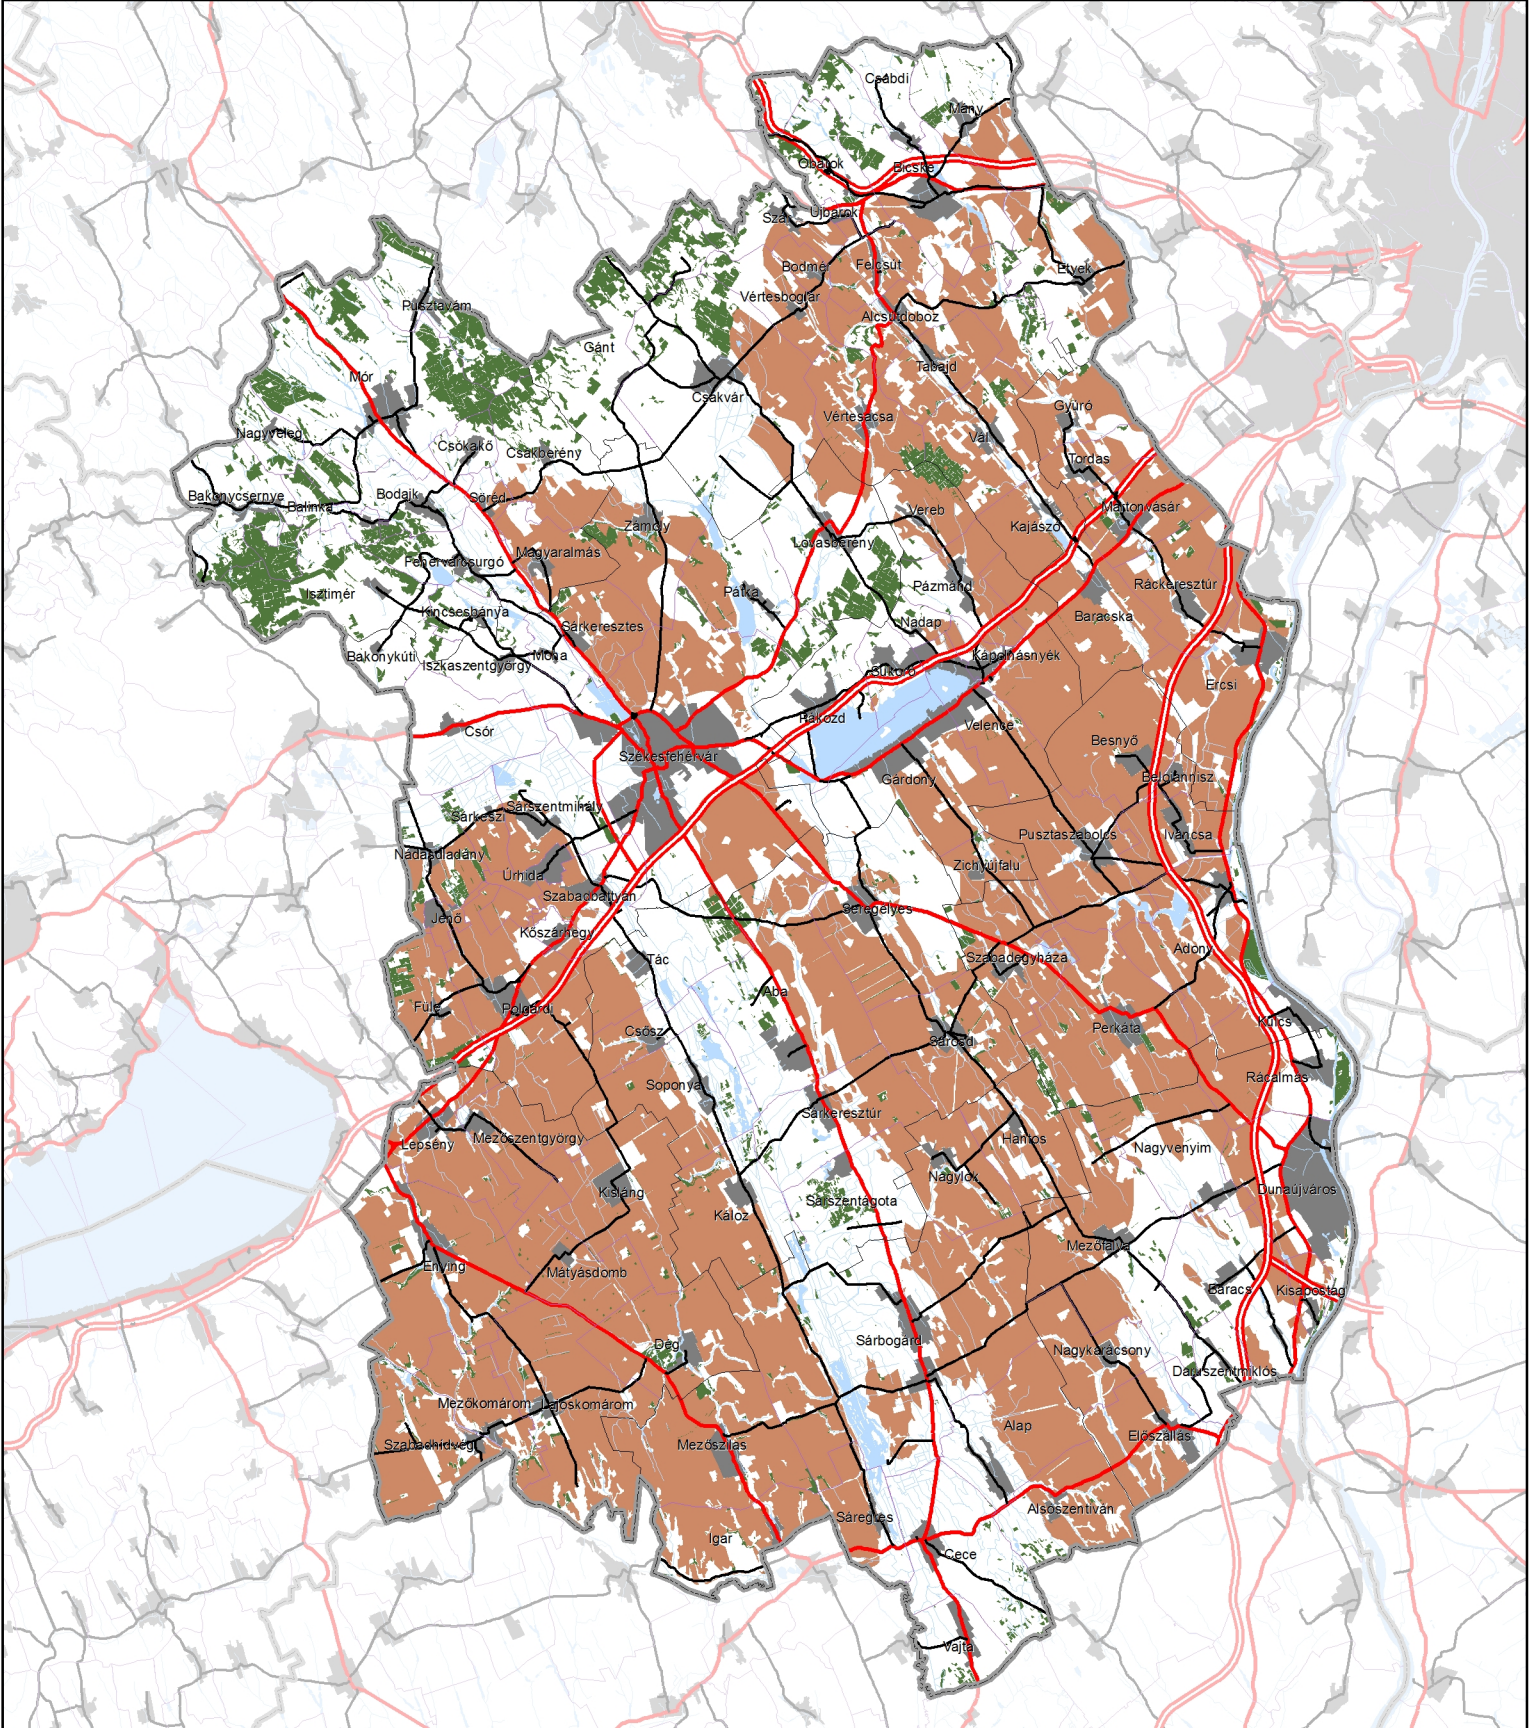 Csabdi
Mány
Óbarok
Bicske
Szár
Újbarok
Bodmér
Felcsút
Etyek
Vértesboglár
Pusztavám
Alcsútdoboz
Gánt
Tabajd
Mór
Csákvár
Gyúró
Vértesacsa
Nagyveleg
Vál
Csókakő
Csákberény
Tordas
Bakonycsernye
Bodajk
Söréd
Balinka
Martonvásár
Vereb
Kajászó
Zámoly
Lovasberény
Magyaralmás
Fehérvárcsurgó
Ráckeresztúr
Pázmánd
Isztimér
Pátka
Kincsesbánya
Baracska
Nadap
Sárkeresztes
Bakonykúti
Moha
Kápolnásnyék
Iszkaszentgyörgy
Sukoró
Ercsi
Pákozd
Velence
Csór
Besnyő
Székesfehérvár
Beloiannisz
Gárdony
Sárszentmihály
Sárkeszi
Pusztaszabolcs
Iváncsa
Nádasdladány
Zichyújfalu
Úrhida
Szabadbattyán
Seregélyes
Jenő
Kőszárhegy
Adony
Tác
Szabadegyháza
Aba
Füle
Polgárdi
Kulcs
Perkáta
Csősz
Sárosd
Rácalmás
Soponya
Sárkeresztúr
Mezőszentgyörgy
Hantos
Lepsény
Nagyvenyim
Nagylók
Dunaújváros
Kisláng
Sárszentágota
Káloz
Mezőfalva
Enying
Mátyásdomb
Baracs
Kisapostag
Sárbogárd
Dég
Nagykarácsony
Daruszentmiklós
Mezőkomárom
Lajoskomárom
Alap
Előszállás
Szabadhídvég
Mezőszilas
Alsószentiván
Sáregres
Igar
Cece
Vajta